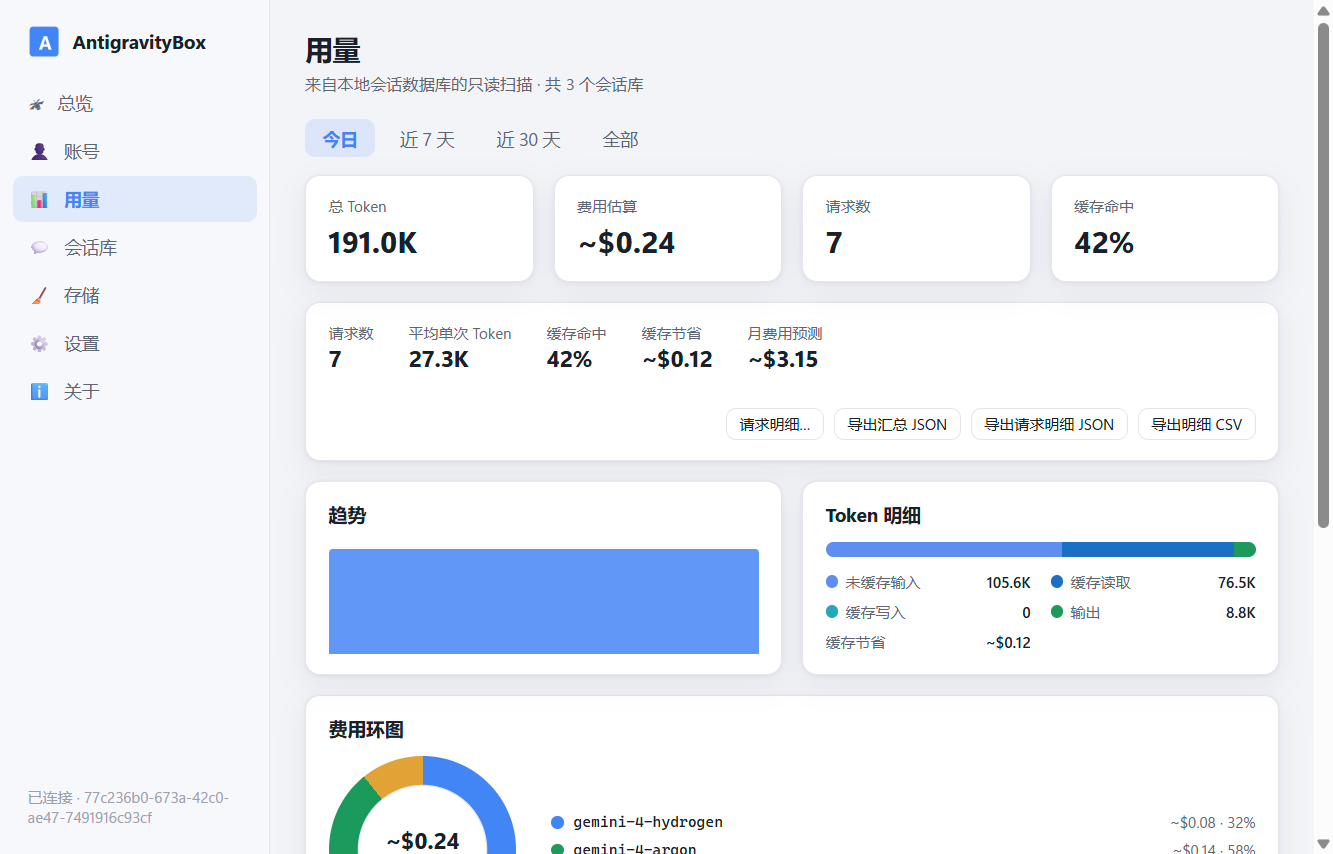 A AntigravityBox
总览
账号
用量
会话库
存储
设置
关于
已连接 · 77c236b0-673a-42c0-
ae47-7491916c93cf
用量
来自本地会话数据库的只读扫描 · 共 3 个会话库
今日 近 7 天 近 30 天 全部
总 Token
191.0K
费用估算
~$0.24
请求数
7
缓存命中
42%
请求数 平均单次 Token 缓存命中 缓存节省 月费用预测
7 27.3K 42% ~$0.12 ~$3.15
请求明细... 导出汇总 JSON 导出请求明细 JSON 导出明细 CSV
趋势
Token 明细
未缓存输入 105.6K 缓存读取 76.5K
缓存写入 0 输出 8.8K
缓存节省 ~$0.12
费用环图
~$0.24
gemini-4-hydrogen ~$0.08 · 32%
gemini-4-argon ~$0.14 · 58%